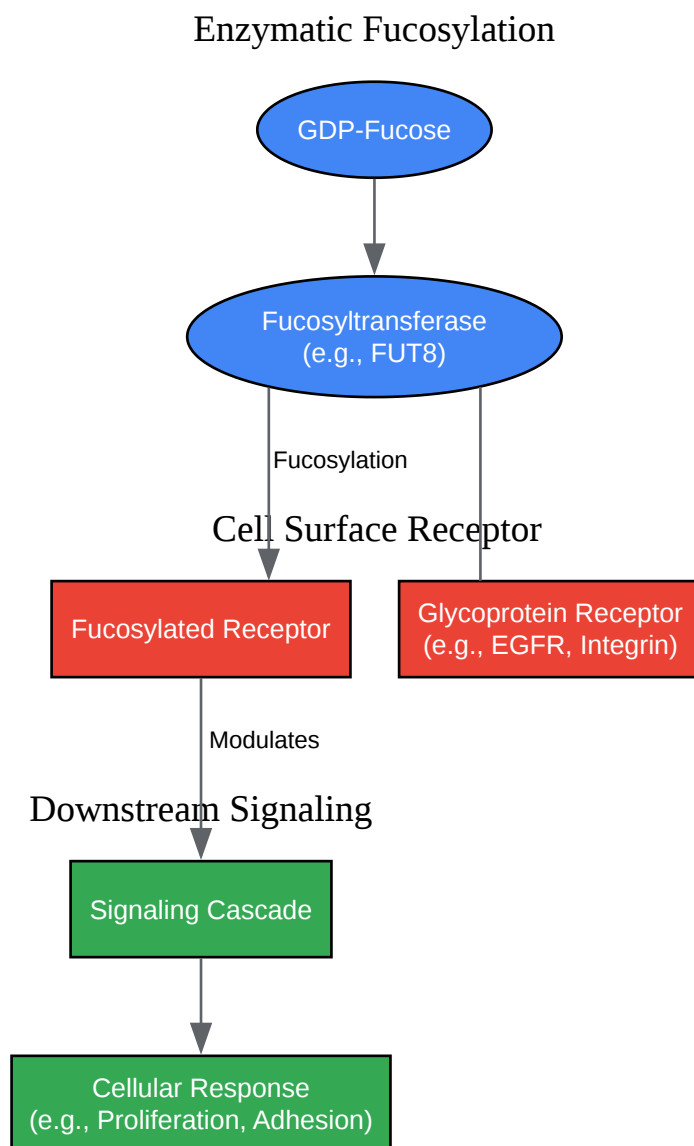 Enzymatic Fucosylation
GDP-Fucose
Fucosyltransferase
(e.g., FUT8)
Fucosylation
Cell Surface Receptor
Fucosylated Receptor
Glycoprotein Receptor
(e.g., EGFR, Integrin)
Modulates
Downstream Signaling
Signaling Cascade
Cellular Response
(e.g., Proliferation, Adhesion)